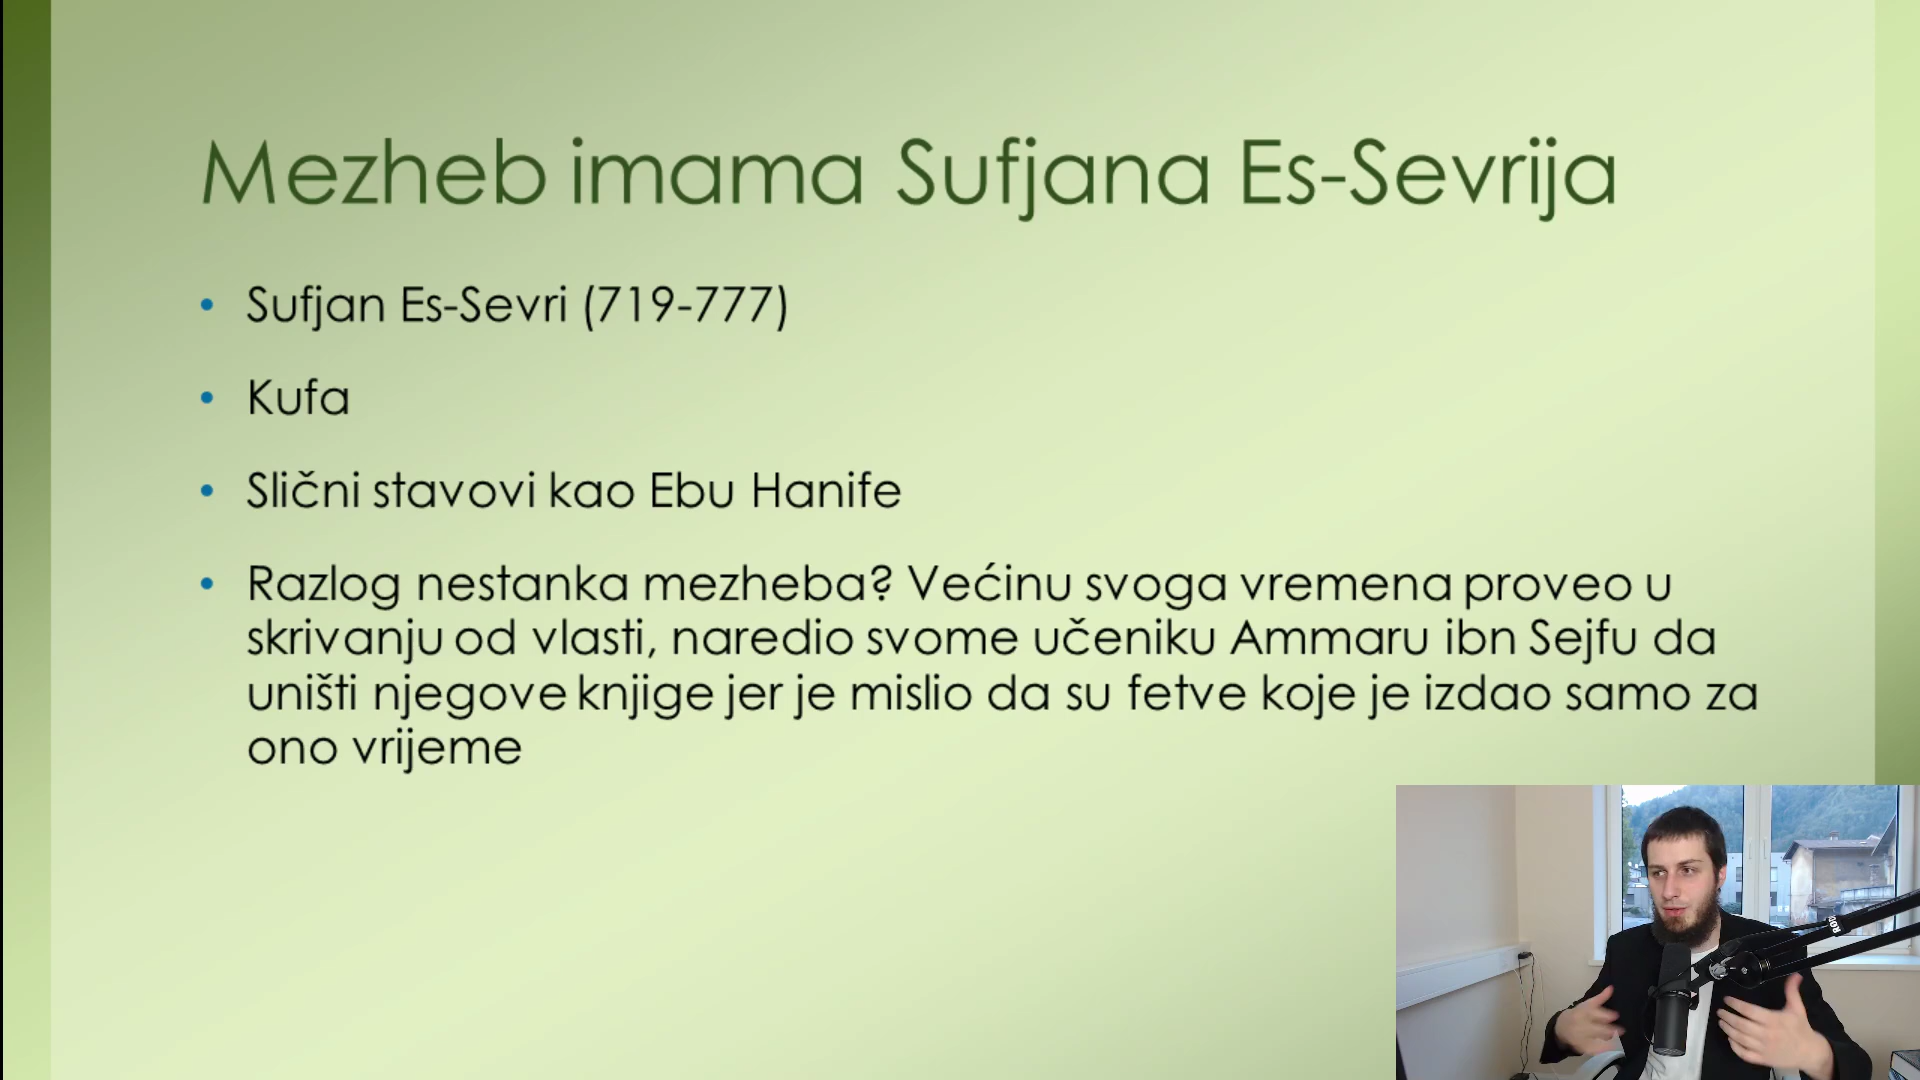 Mezheb imama Sufjana Es-Sevrija
• Sufjan Es-Sevri (719-777)
• Kufa
• Slični stavovi kao Ebu Hanife
• Razlog nestanka mezheba? Većinu svoga vremena proveo u
skrivanju od vlasti, naredio svome učeniku Ammaru ibn Sejfu da
uništi njegove knjige jer je mislio da su fetve koje je izdao samo za
ono vrijeme